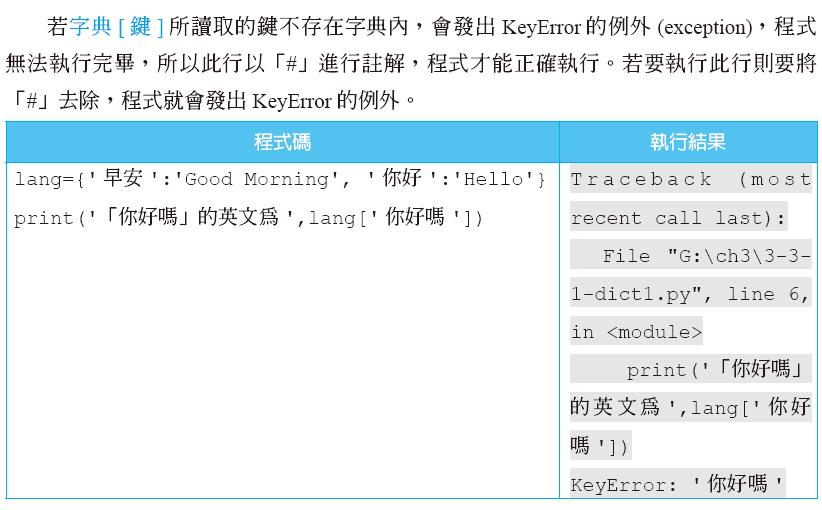 若字典 [ 鍵 ] 所讀取的鍵不存在字典內，會發出 KeyError 的例外 (exception)，程式
無法執行完畢，所以此行以「#」進行註解，程式才能正確執行。若要執行此行則要將
「#」去除，程式就會發出 KeyError 的例外。
程式碼
lang={' 早安 ':'Good Morning', ' 你好 ':'Hello'}
print('「你好嗎」的英文為 ',lang[' 你好嗎 '])
執行結果
Traceback (most
recent call last):
File "G:\ch3\3-3-
1-dict1.py", line 6,
in <module>
print('「你好嗎」
的英文為 ',lang[' 你好
嗎 '])
KeyError: ' 你好嗎 '